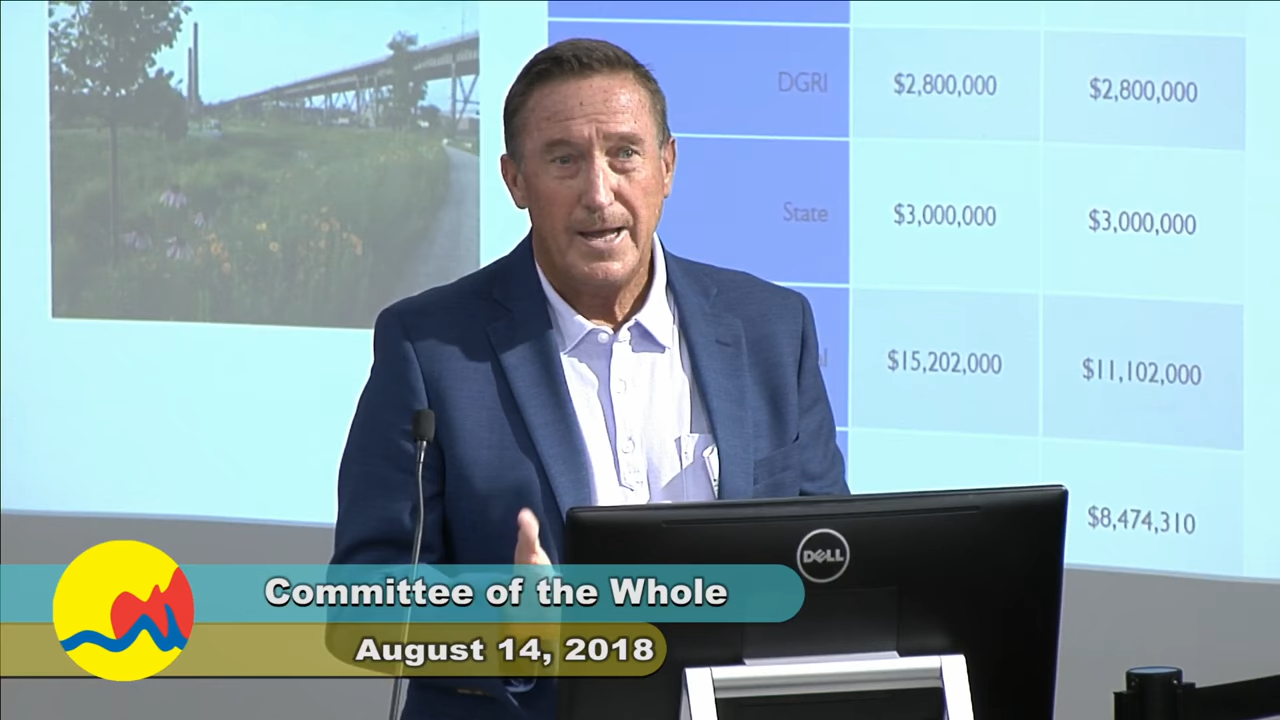 DGRI $2,800,000 $2,800,000
State $3,000,000 $3,000,000
$15,202,000 $11,102,000
$8,474,310
DELL
Committee of the Whole
August 14, 2018